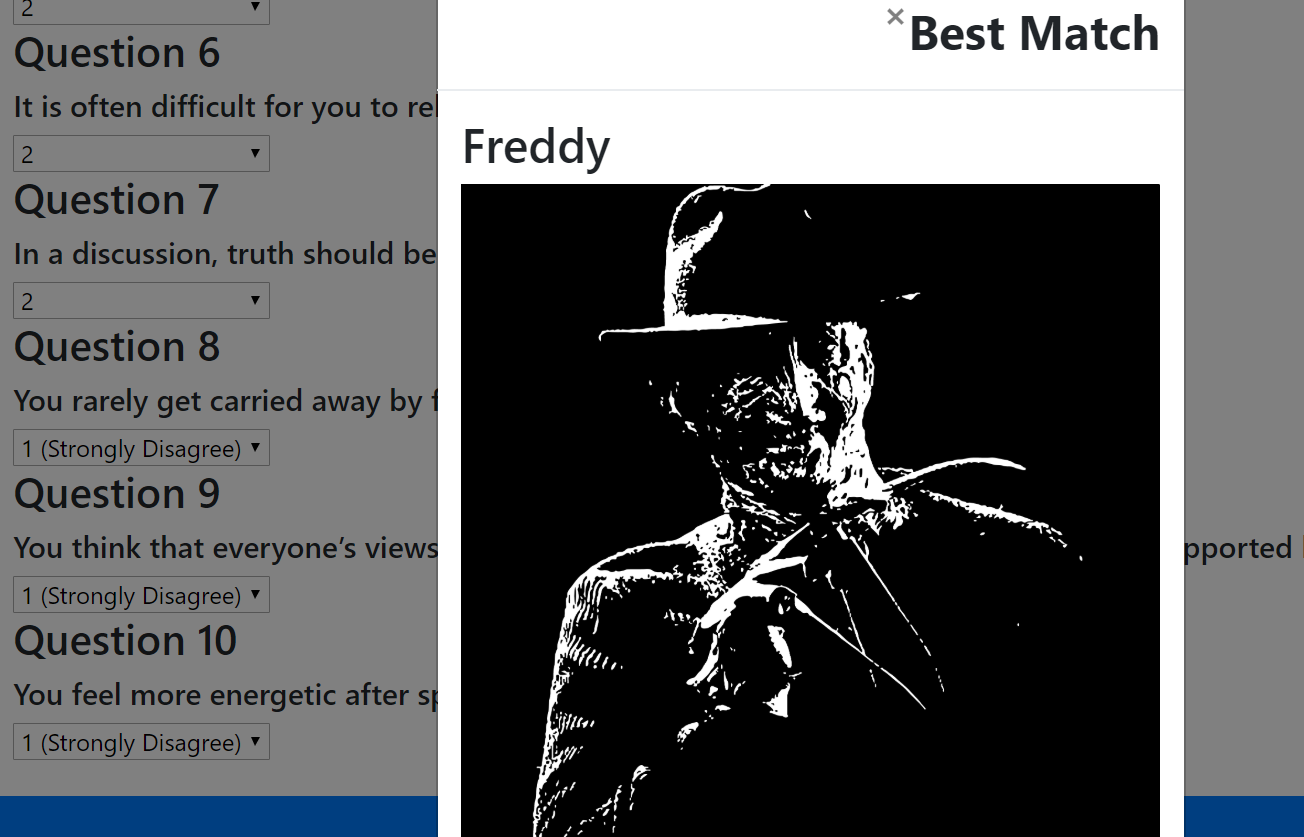 2
Question 6
It is often difficult for you to rel
2
Question 7
In a discussion, truth should be
2
Question 8
You rarely get carried away by f
1 (Strongly Disagree)
Question 9
You think that everyone's views
pported
1 (Strongly Disagree)
Question 10
You feel more energetic after sp
1 (Strongly Disagree)
×
Best Match
Freddy